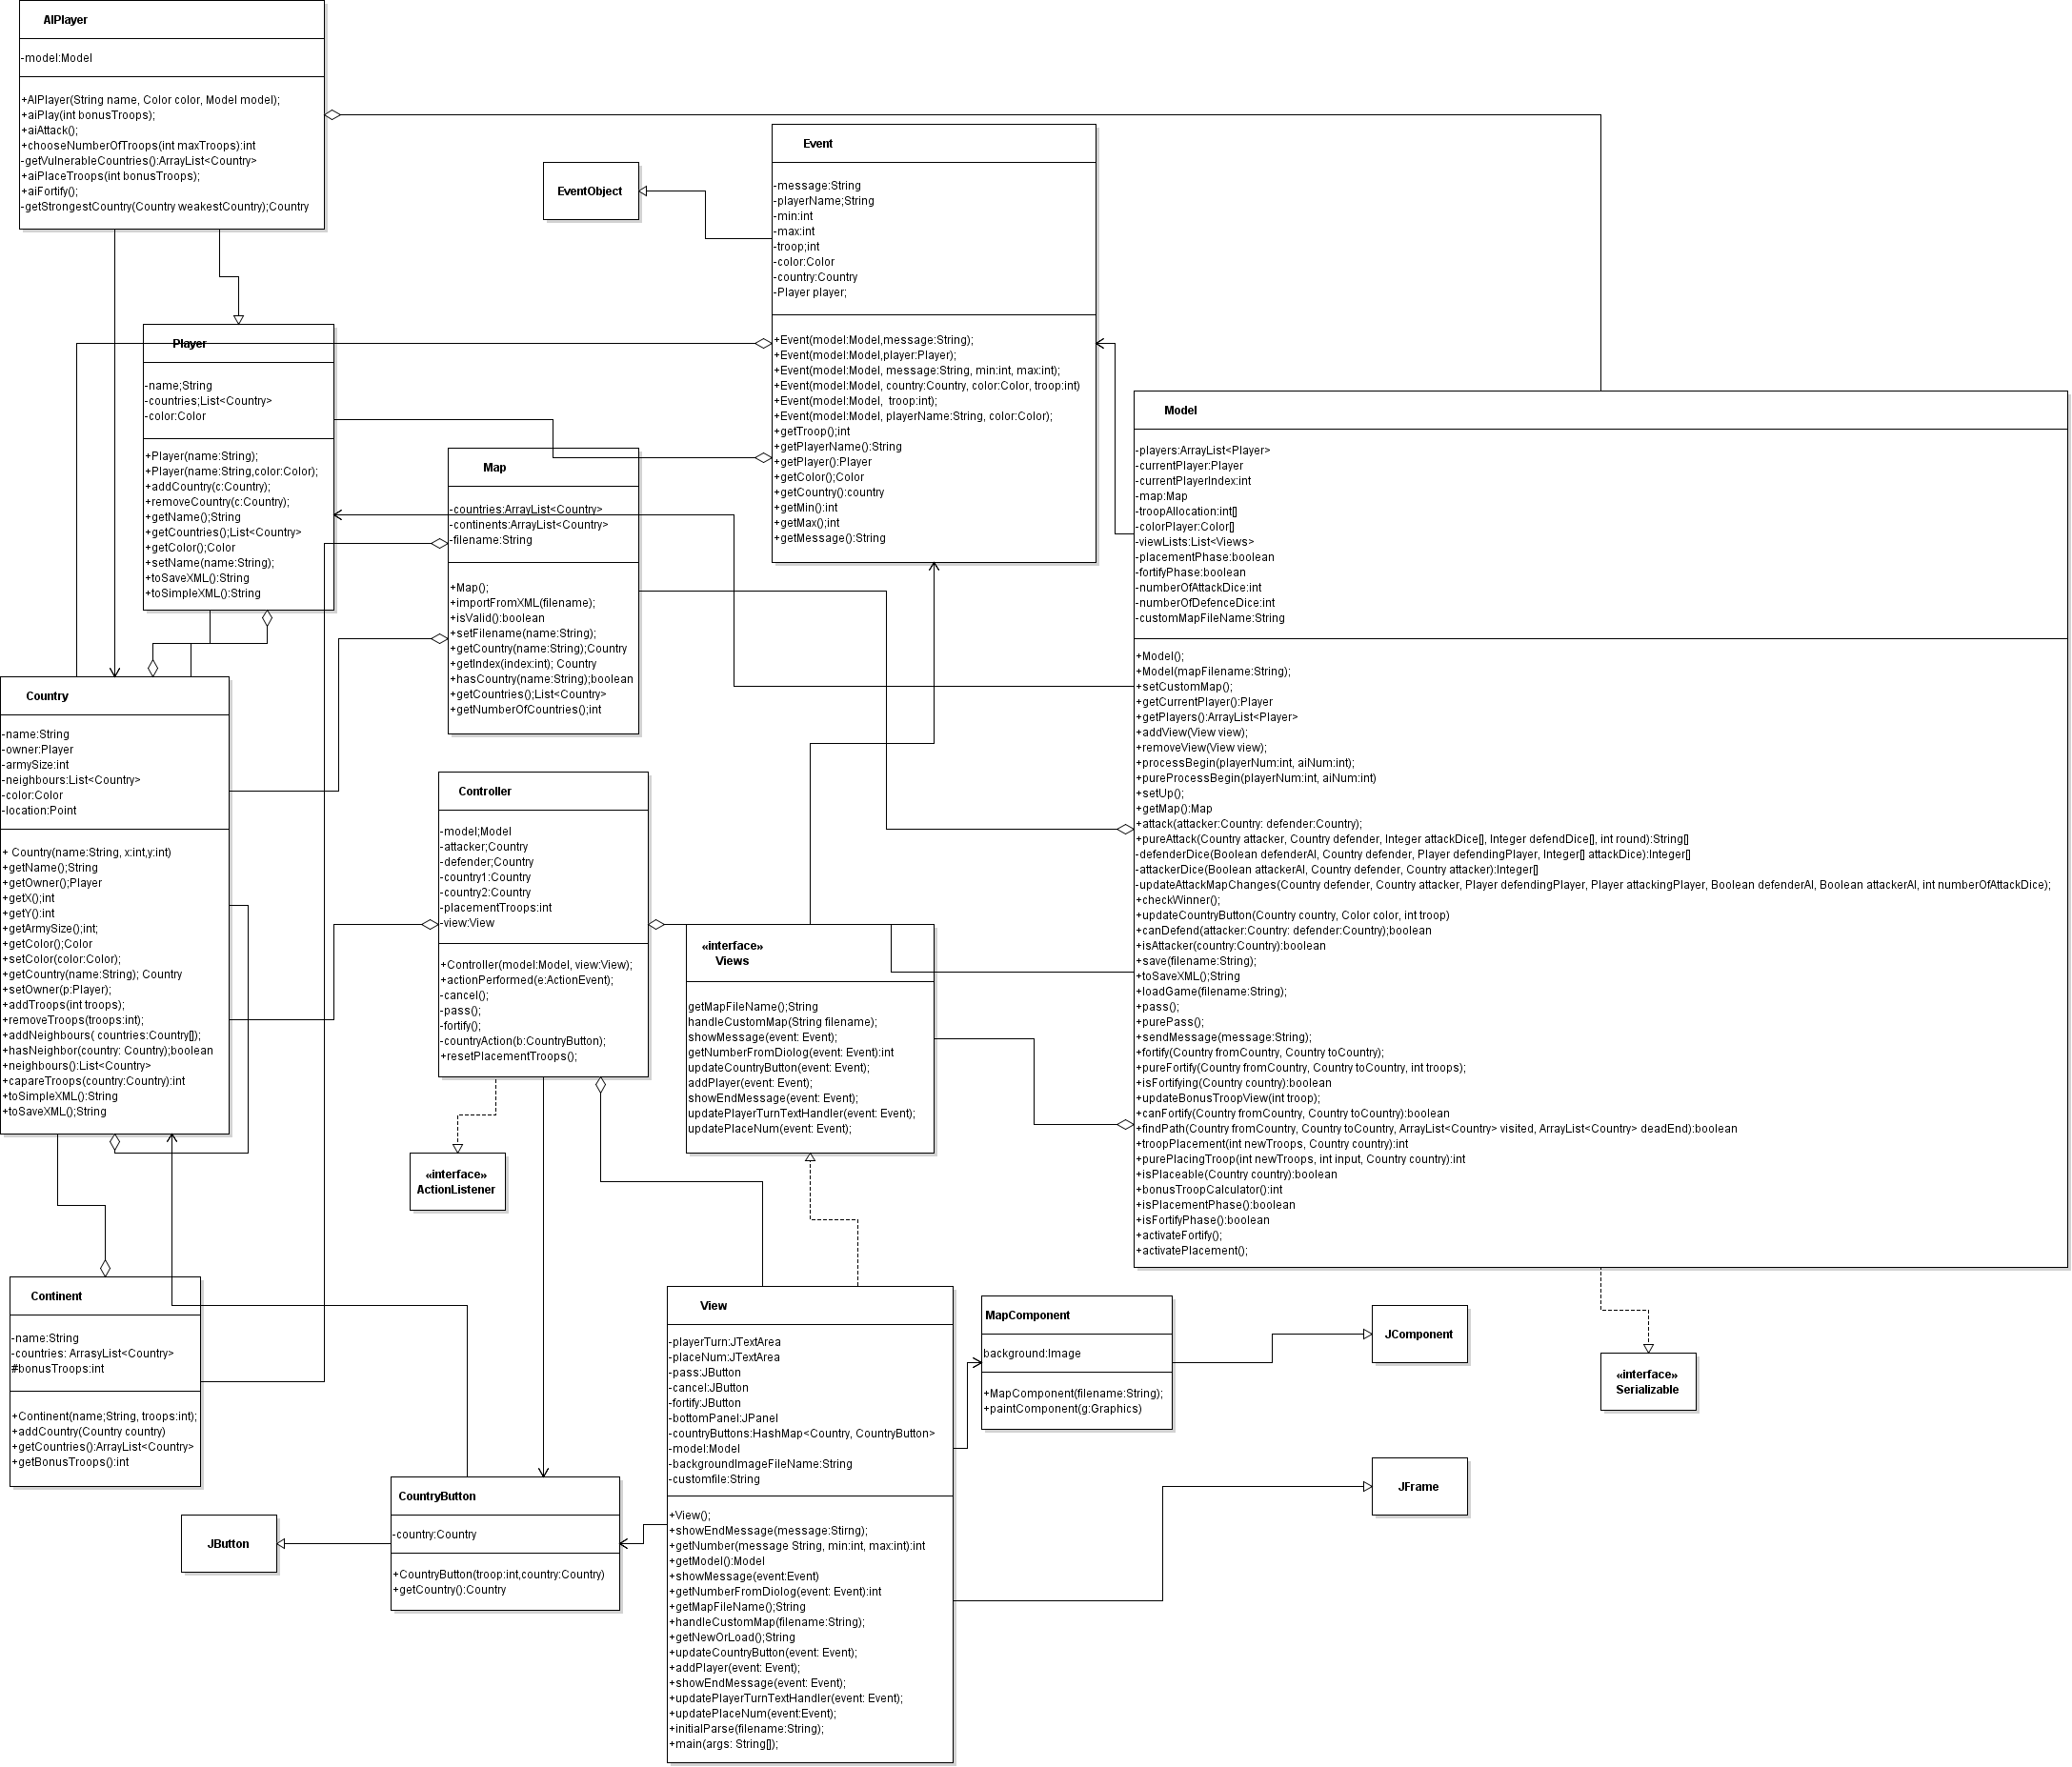 AIPlayer
-model:Model
+AIPlayer(String name, Color color, Model model);
+aiPlay(int bonusTroops);
+aiAttack();
+chooseNumberOfTroops(int maxTroops):int
-getVulnerableCountries():ArrayList<Country>
+aiPlaceTroops(int bonusTroops);
+aiFortify();
-getStrongestCountry(Country weakestCountry);Country
EventObject
Event
-message:String
-playerName;String
-min:int
-max:int
-troop;int
-color:Color
-country:Country
-Player player;
+Event(model:Model,message:String);
+Event(model:Model,player:Player);
+Event(model:Model, message:String, min:int, max:int);
+Event(model:Model, country:Country, color:Color, troop:int)
+Event(model:Model,  troop:int);
+Event(model:Model, playerName:String, color:Color);
+getTroop();int
+getPlayerName():String
+getPlayer():Player
+getColor();Color
+getCountry():country
+getMin():int
+getMax();int
+getMessage():String
Player
-name;String
-countries;List<Country>
-color:Color
+Player(name:String);
+Player(name:String,color:Color);
+addCountry(c:Country);
+removeCountry(c:Country);
+getName();String
+getCountries();List<Country>
+getColor();Color
+setName(name:String);
+toSaveXML():String
+toSimpleXML():String
Map
-countries:ArrayList<Country>
-continents:ArrayList<Country>
-filename:String
+Map();
+importFromXML(filename);
+isValid():boolean
+setFilename(name:String);
+getCountry(name:String);Country
+getIndex(index:int); Country
+hasCountry(name:String);boolean
+getCountries();List<Country>
+getNumberOfCountries();int
Model
-players:ArrayList<Player>
-currentPlayer:Player
-currentPlayerIndex:int
-map:Map
-troopAllocation:int[]
-colorPlayer:Color[]
-viewLists:List<Views>
-placementPhase:boolean
-fortifyPhase:boolean
-numberOfAttackDice:int
-numberOfDefenceDice:int
-customMapFileName:String
+Model();
+Model(mapFilename:String);
+setCustomMap();
+getCurrentPlayer():Player
+getPlayers():ArrayList<Player>
+addView(View view);
+removeView(View view);
+processBegin(playerNum:int, aiNum:int);
+pureProcessBegin(playerNum:int, aiNum:int)
+setUp();
+getMap():Map
+attack(attacker:Country: defender:Country);
+pureAttack(Country attacker, Country defender, Integer attackDice[], Integer defendDice[], int round):String[]
-defenderDice(Boolean defenderAI, Country defender, Player defendingPlayer, Integer[] attackDice):Integer[]
-attackerDice(Boolean attackerAI, Country defender, Country attacker):Integer[]
-updateAttackMapChanges(Country defender, Country attacker, Player defendingPlayer, Player attackingPlayer, Boolean defenderAI, Boolean attackerAI, int numberOfAttackDice);
+checkWinner();
+updateCountryButton(Country country, Color color, int troop)
+canDefend(attacker:Country: defender:Country);boolean
+isAttacker(country:Country):boolean
+save(filename:String);
+toSaveXML();String
+loadGame(filename:String);
+pass();
+purePass();
+sendMessage(message:String);
+fortify(Country fromCountry, Country toCountry);
+pureFortify(Country fromCountry, Country toCountry, int troops);
+isFortifying(Country country):boolean
+updateBonusTroopView(int troop);
+canFortify(Country fromCountry, Country toCountry):boolean
+findPath(Country fromCountry, Country toCountry, ArrayList<Country> visited, ArrayList<Country> deadEnd):boolean
+troopPlacement(int newTroops, Country country):int
+purePlacingTroop(int newTroops, int input, Country country):int
+isPlaceable(Country country):boolean
+bonusTroopCalculator():int
+isPlacementPhase():boolean
+isFortifyPhase():boolean
+activateFortify();
+activatePlacement();
Country
-name:String
-owner:Player
-armySize:int
-neighbours:List<Country>
-color:Color
-location:Point
+ Country(name:String, x:int,y:int)
+getName();String
+getOwner();Player
+getX();int
+getY():int
+getArmySize();int;
+getColor();Color
+setColor(color:Color);
+getCountry(name:String); Country
+setOwner(p:Player);
+addTroops(int troops);
+removeTroops(troops:int);
+addNeighbours( countries:Country[]);
+hasNeighbor(country: Country);boolean
+neighbours():List<Country>
+capareTroops(country:Country):int
+toSimpleXML():String
+toSaveXML();String
Controller
-model;Model
-attacker;Country
-defender;Country
-country1:Country
-country2:Country
-placementTroops:int
-view:View
+Controller(model:Model, view:View);
+actionPerformed(e:ActionEvent);
-cancel();
-pass();
-fortify();
-countryAction(b:CountryButton);
+resetPlacementTroops();
«interface»
Views
getMapFileName();String
handleCustomMap(String filename);
showMessage(event: Event);
getNumberFromDiolog(event: Event):int
updateCountryButton(event: Event);
addPlayer(event: Event);
showEndMessage(event: Event);
updatePlayerTurnTextHandler(event: Event);
updatePlaceNum(event: Event);
«interface»
ActionListener
Continent
-name:String
-countries: ArrasyList<Country>
#bonusTroops:int
+Continent(name;String, troops:int);
+addCountry(Country country)
+getCountries():ArrayList<Country>
+getBonusTroops():int
View
-playerTurn:JTextArea
-placeNum:JTextArea
-pass:JButton
-cancel:JButton
-fortify:JButton
-bottomPanel:JPanel
-countryButtons:HashMap<Country, CountryButton>
-model:Model
-backgroundImageFileName:String
-customfile:String
+View();
+showEndMessage(message:Stirng);
+getNumber(message String, min:int, max:int):int
+getModel():Model
+showMessage(event:Event)
+getNumberFromDiolog(event: Event):int
+getMapFileName();String
+handleCustomMap(filename:String);
+getNewOrLoad();String
+updateCountryButton(event: Event);
+addPlayer(event: Event);
+showEndMessage(event: Event);
+updatePlayerTurnTextHandler(event: Event);
+updatePlaceNum(event:Event);
+initialParse(filename:String);
+main(args: String[]);
MapComponent
background:Image
+MapComponent(filename:String);
+paintComponent(g:Graphics)
JComponent
«interface»
Serializable
JFrame
CountryButton
-country:Country
+CountryButton(troop:int,country:Country)
+getCountry():Country
JButton